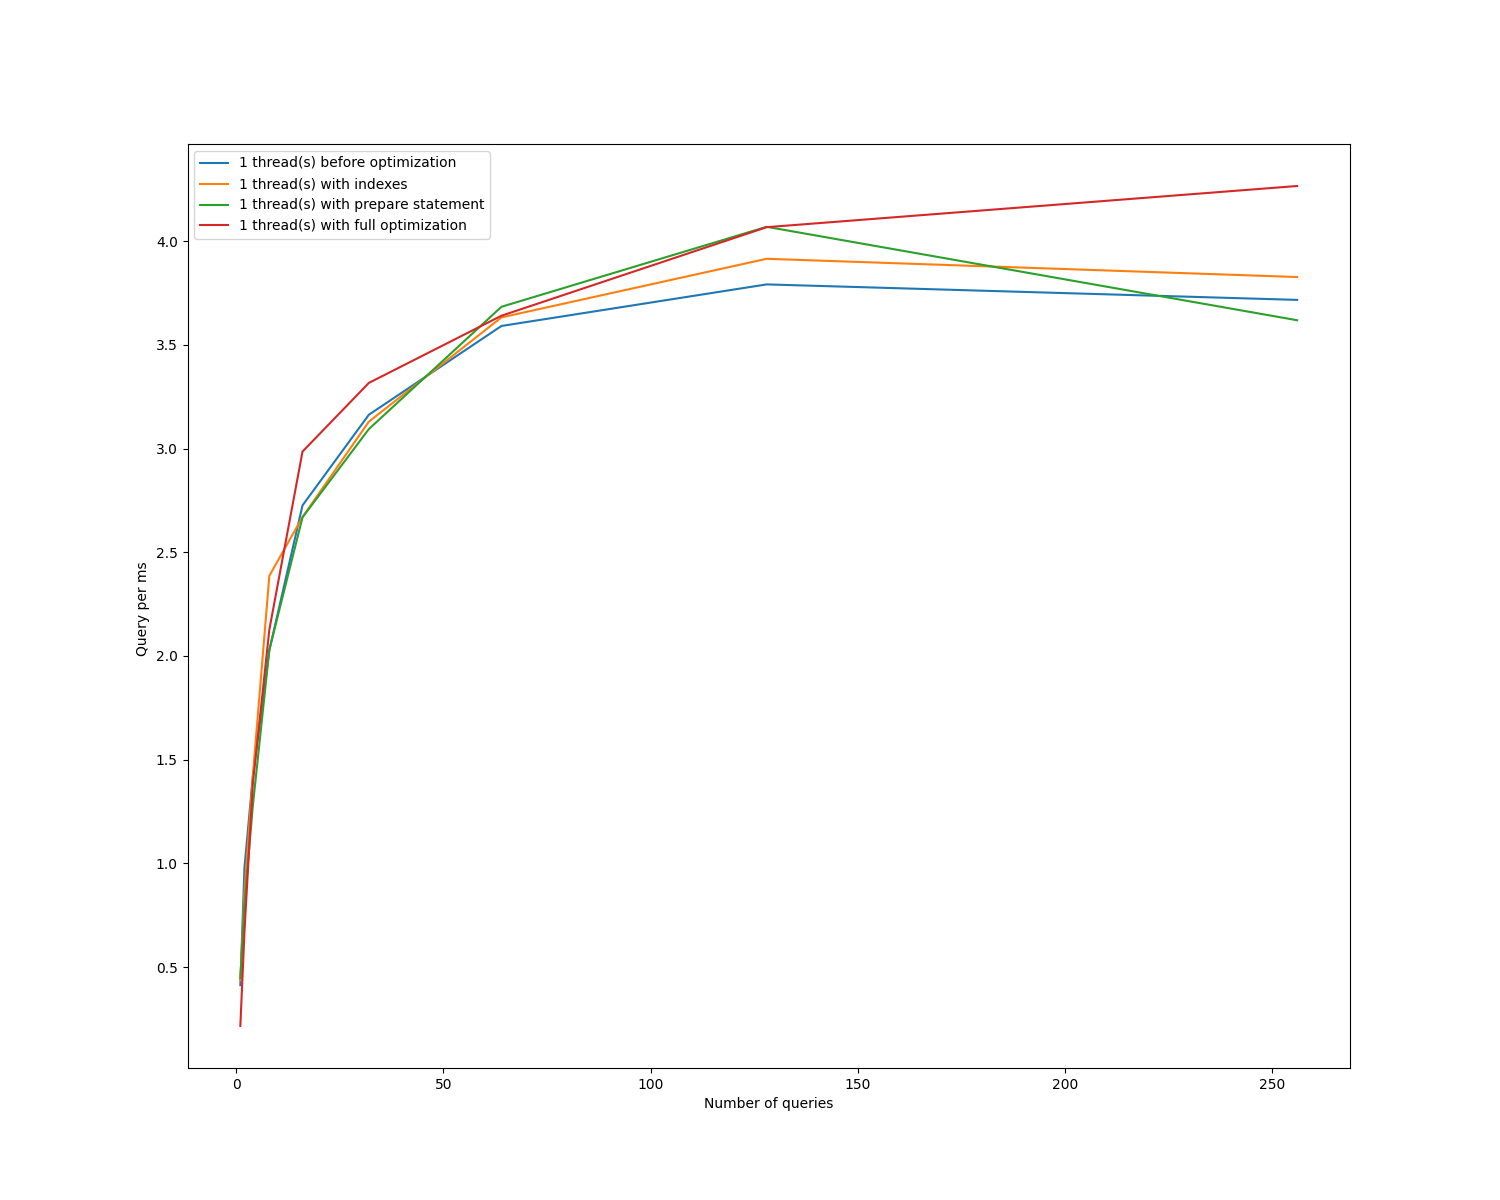 1 thread(s) before optimization
1 thread(s) with indexes
1 thread(s) with prepare statement
1 thread(s) with full optimization
4.0
3.5
3.0
2.5
2.0
1.5
1.0
0.5
Query per ms
0 50 100 150 200 250
Number of queries